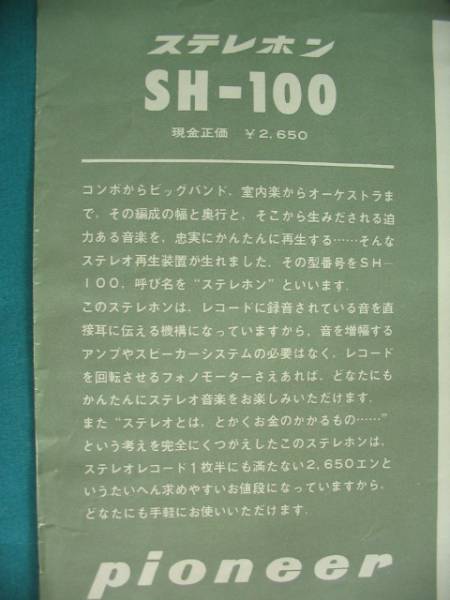 ステレホン
SH-100
現金正価 ¥2,650
コンボからビッグバンド，室内楽からオーケストラま
で，その編成の幅と奥行と，そこから生みだされる迫
力ある音楽を，忠実にかんたんに再生する……そんな
ステレオ再生装置が生れました．その型番号をSH-
100，呼び名を“ステレホン”といいます．
このステレホンは，レコードに録音されている音を直
接耳に伝える機構になっていますから，音を増幅する
アンプやスピーカーシステムの必要はなく，レコード
を回転させるフォノモーターさえあれば，どなたにも
かんたんにステレオ音楽をお楽しみいただけます．
また“ステレオとは，とかくお金のかかるもの……”
という考えを完全にくつがえしたこのステレホンは，
ステレオレコード1枚半にも満たない2,650エンと
いうたいへん求めやすいお値段になっていますから，
どなたにも手軽にお使いいただけます．
pioneer